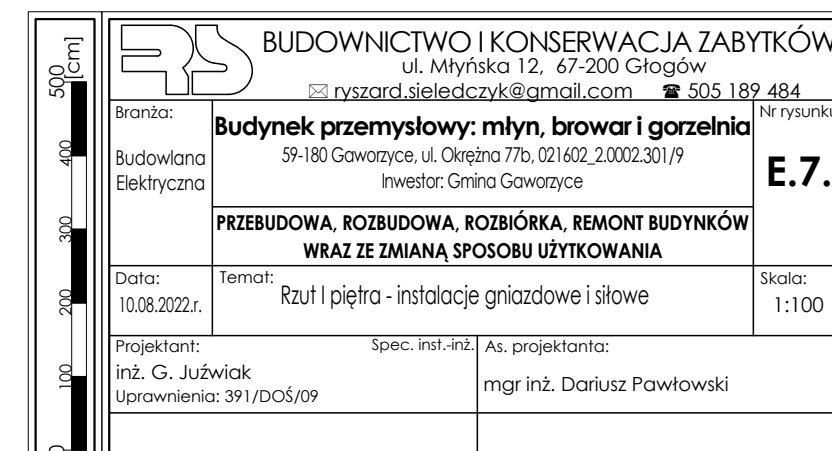 500
[cm]
400
300
200
100
0
RS
BUDOWNICTWO I KONSERWACJA ZABYTKÓW
ul. Młyńska 12, 67-200 Głogów
✉ ryszard.sieledczyk@gmail.com ☎ 505 189 484
Branża:
Budowlana
Elektryczna
Budynek przemysłowy: młyn, browar i gorzelnia
59-180 Gaworzyce, ul. Okrężna 77b, 021602_2.0002.301/9
Inwestor: Gmina Gaworzyce
PRZEBUDOWA, ROZBUDOWA, ROZBIÓRKA, REMONT BUDYNKÓW
WRAZ ZE ZMIANĄ SPOSOBU UŻYTKOWANIA
Nr rysunku
E.7.
Data:
10.08.2022.r.
Temat:
Rzut I piętra - instalacje gniazdowe i siłowe
Skala:
1:100
Projektant: Spec. inst.-inż.
inż. G. Juźwiak
Uprawnienia: 391/DOŚ/09
As. projektanta:
mgr inż. Dariusz Pawłowski